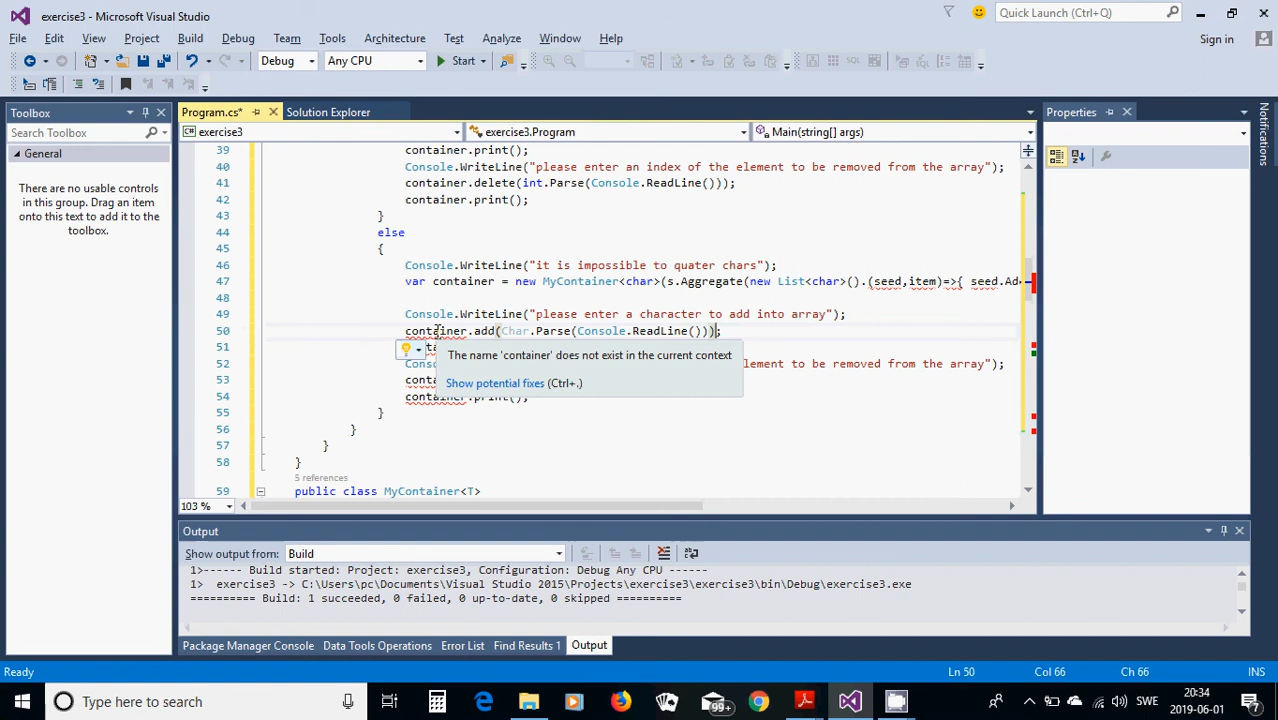 exercise3 - Microsoft Visual Studio
Quick Launch (Ctrl+Q)
File Edit View Project Build Debug Team Tools Architecture Test Analyze Window Help
Sign in
Debug Any CPU Start
Toolbox
Program.cs*
Solution Explorer
Properties
Notifications
Search Toolbox
exercise3
exercise3.Program
Main(string[] args)
General
There are no usable controls
in this group. Drag an item
onto this text to add it to the
toolbox.
39 container.print();
40 Console.WriteLine("please enter an index of the element to be removed from the array");
41 container.delete(int.Parse(Console.ReadLine()));
42 container.print();
43 }
44 else
45 {
46 Console.WriteLine("it is impossible to quater chars");
47 var container = new MyContainer<char>(s.Aggregate(new List<char>().(seed,item)=>{ seed.Ad
48
49 Console.WriteLine("please enter a character to add into array");
50 container.add(Char.Parse(Console.ReadLine()));
51
The name 'container' does not exist in the current context
52 Conso element to be removed from the array");
Show potential fixes (Ctrl+.)
53 conta
54 container.print();
55 }
56 }
57 }
58 }
5 references
59 public class MyContainer<T>
103 %
Output
Show output from: Build
1>------ Build started: Project: exercise3, Configuration: Debug Any CPU ------
1> exercise3 -> C:\Users\pc\Documents\Visual Studio 2015\Projects\exercise3\exercise3\bin\Debug\exercise3.exe
========== Build: 1 succeeded, 0 failed, 0 up-to-date, 0 skipped ==========
Package Manager Console Data Tools Operations Error List Find Results 1 Output
Ready
Ln 50 Col 66 Ch 66 INS
Type here to search
99+
SWE
20:34
2019-06-01
7